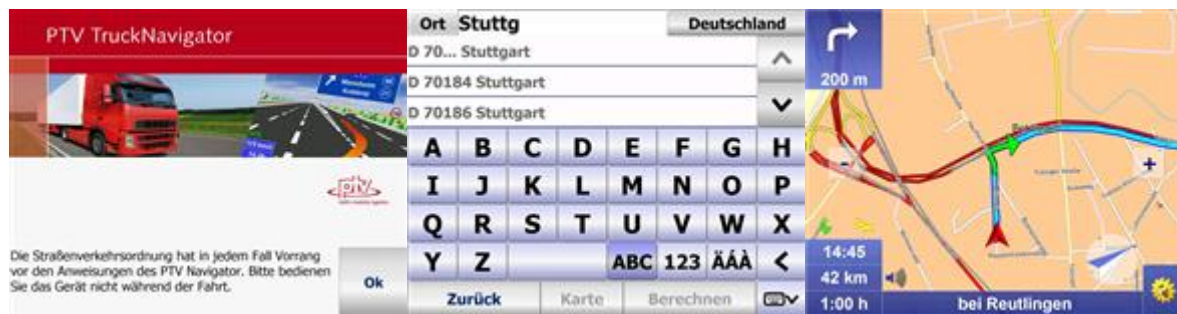 PTV TruckNavigator
ptv
Die Straßenverkehrsordnung hat in jedem Fall Vorrang
vor den Anweisungen des PTV Navigator. Bitte bedienen
Sie das Gerät nicht während der Fahrt.
Ok
Ort Stuttg Deutschland
D 70... Stuttgart
D 70184 Stuttgart
D 70186 Stuttgart
A B C D E F G H
I J K L M N O P
Q R S T U V W X
Y Z ABC 123 ÄÁÀ <
Zurück Karte Berechnen
200 m
- +
14:45
42 km
1:00 h bei Reutlingen